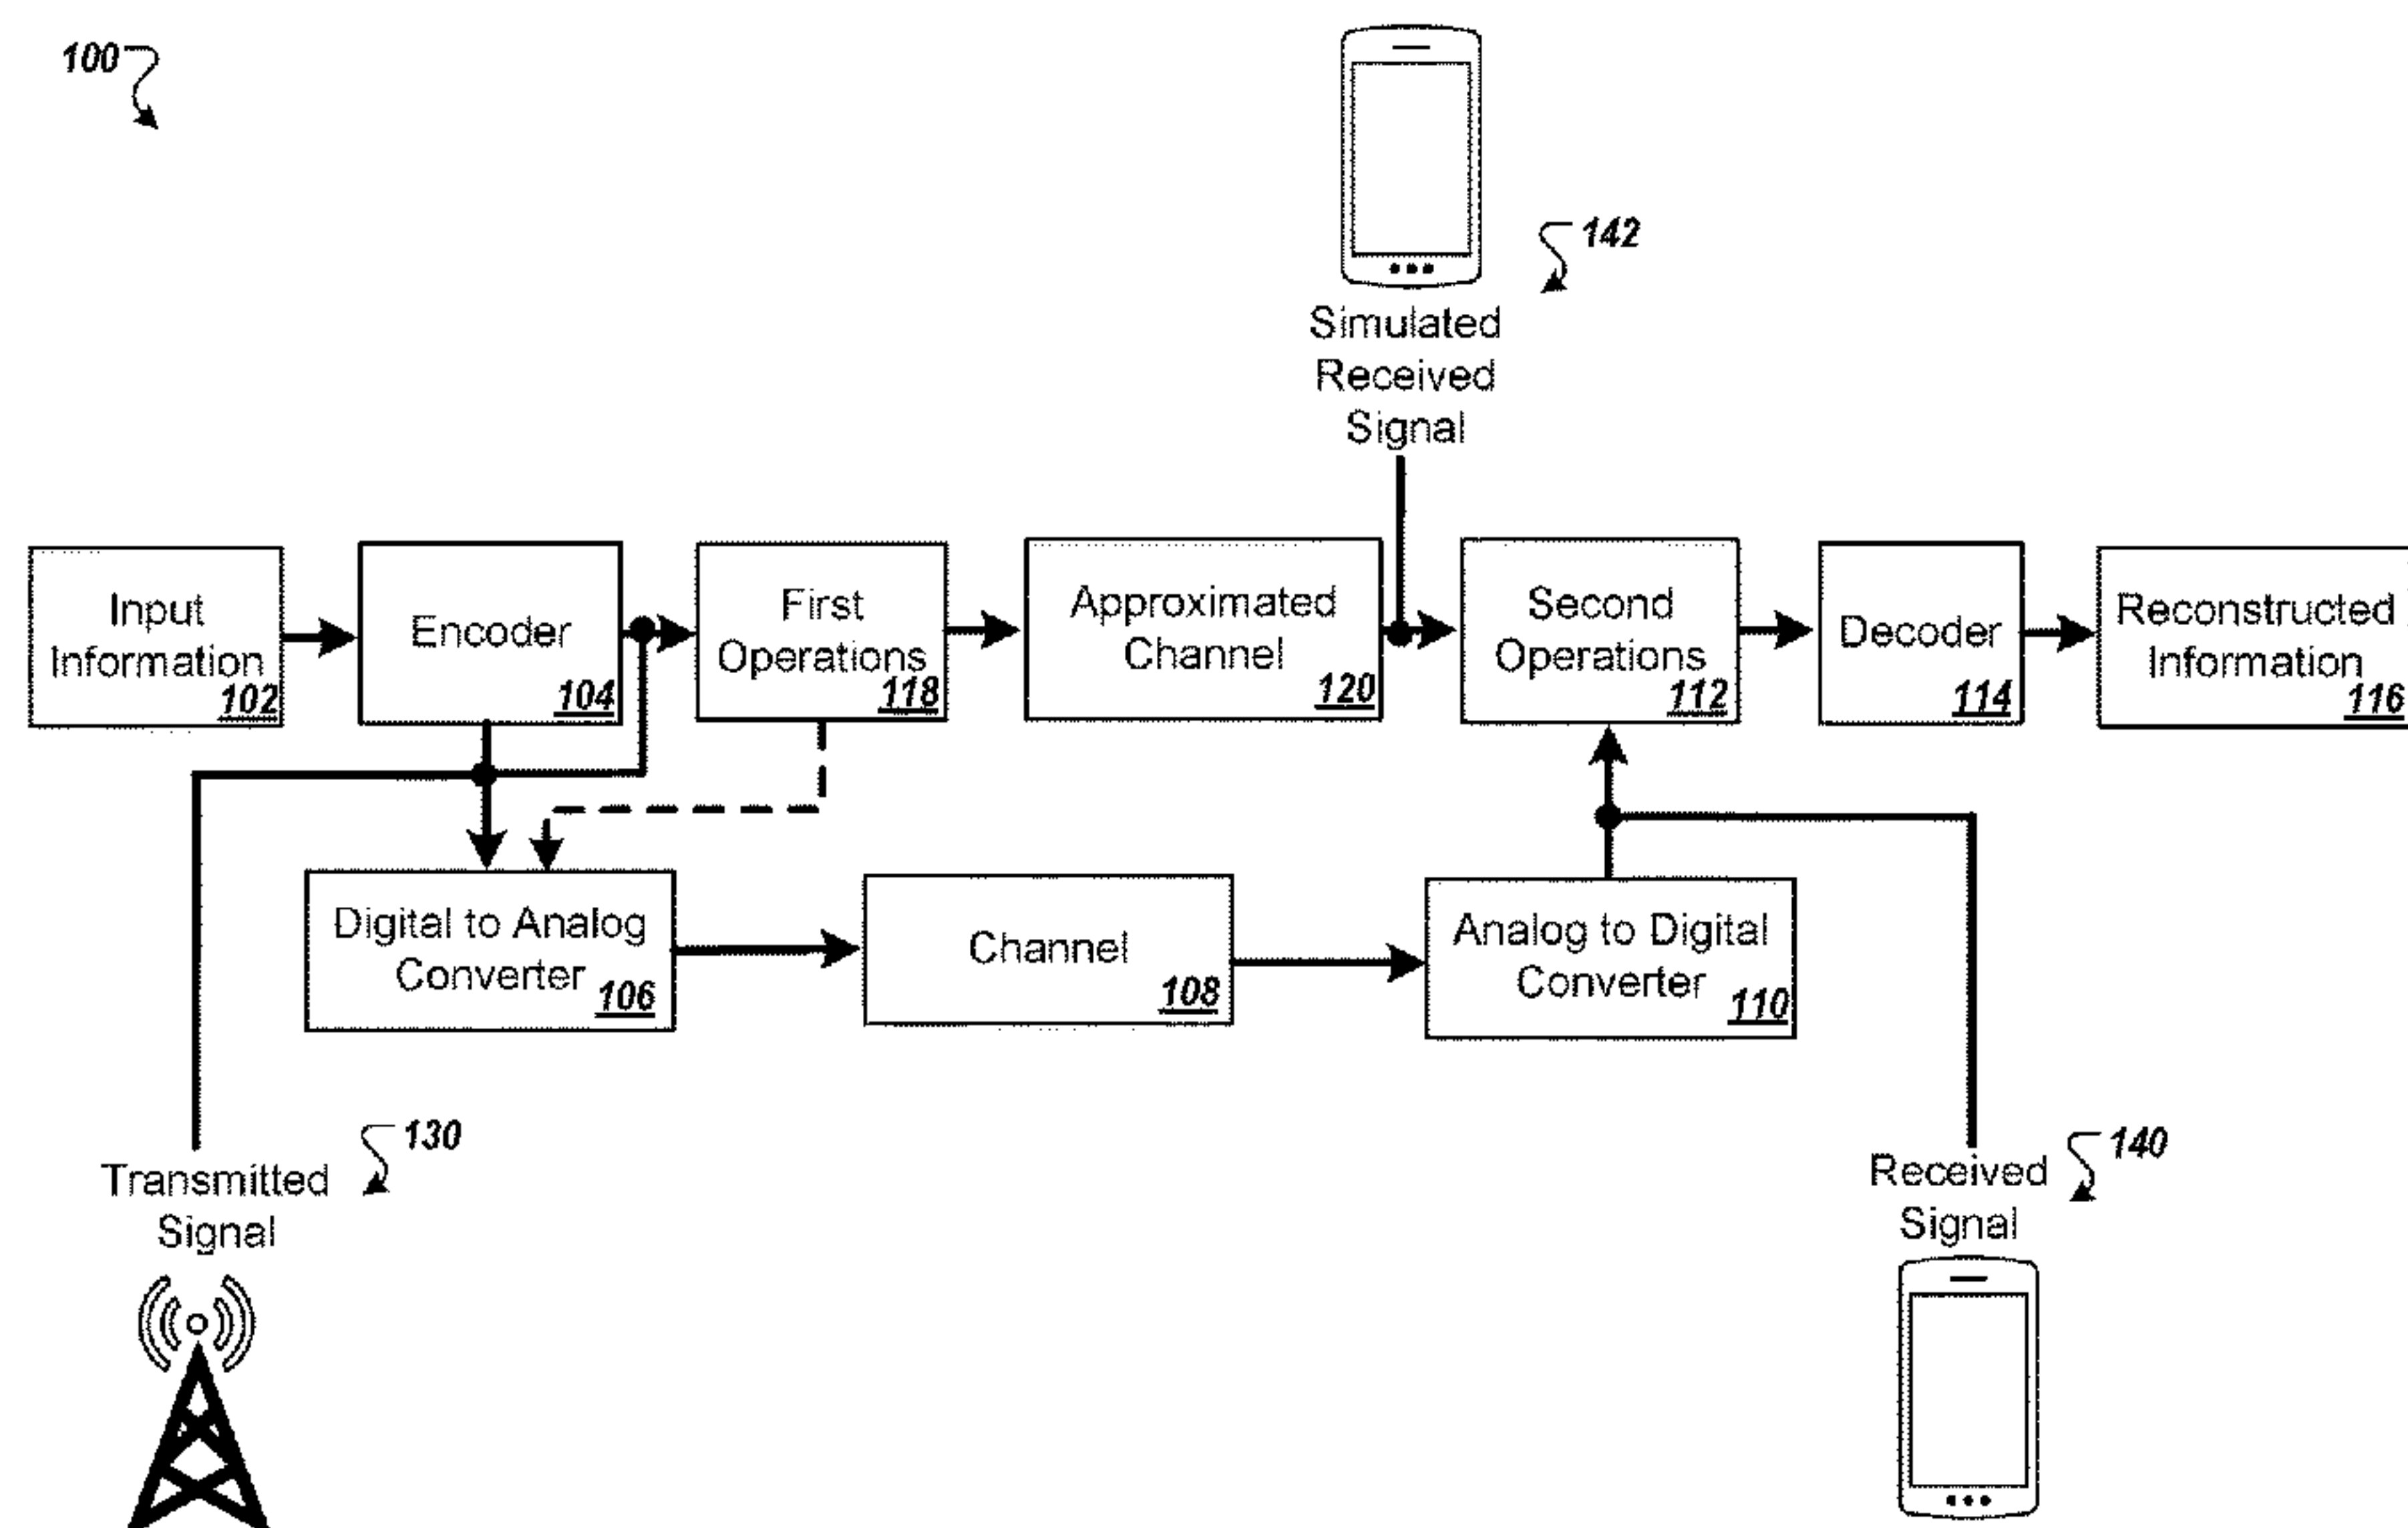 100
142
Simulated
Received
Signal
Input
Information
102
Encoder
104
First
Operations
118
Approximated
Channel
120
Second
Operations
112
Decoder
114
Reconstructed
Information
116
Digital to Analog
Converter
106
Channel
108
Analog to Digital
Converter
110
130
Transmitted
Signal
140
Received
Signal